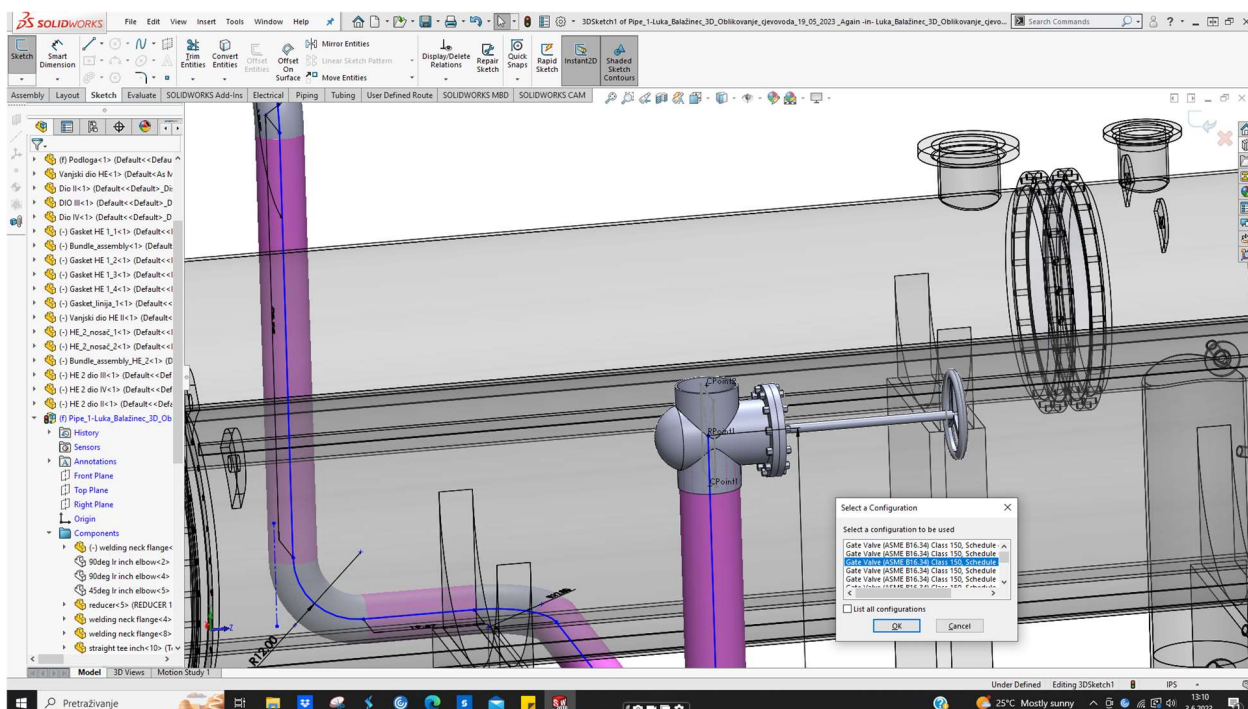 SOLIDWORKS File Edit View Insert Tools Window Help 3DSketch1 of Pipe_1-Luka_Balažinec_3D_Oblikovanje_cjevovoda_19_05_2023 _Again -in- Luka_Balažinec_3D_Oblikovanje_cjevo... Search Commands
Sketch Smart Dimension Trim Entities Convert Entities Offset Entities Offset On Surface Mirror Entities Linear Sketch Pattern Move Entities Display/Delete Relations Repair Sketch Quick Snaps Rapid Sketch Instant2D Shaded Sketch Contours
Assembly Layout Sketch Evaluate SOLIDWORKS Add-Ins Electrical Piping Tubing User Defined Route SOLIDWORKS MBD SOLIDWORKS CAM
(f) Podloga<1> (Default<<Defau
Vanjski dio HE<1> (Default<As M
Dio II<1> (Default<<Default>_Di
DIO III<1> (Default<<Default>_D
Dio IV<1> (Default<<Default>_D
(-) Gasket HE 1_1<1> (Default<<
(-) Bundle_assembly<1> (Default
(-) Gasket HE 1_2<1> (Default<<
(-) Gasket HE 1_3<1> (Default<<
(-) Gasket HE 1_4<1> (Default<<
(-) Gasket_linija_1<1> (Default<<
(-) Vanjski dio HE II<1> (Default<
(-) HE_2_nosač_1<1> (Default<<
(-) HE_2_nosač_2<1> (Default<<
(-) Bundle_assembly_HE_2<1> (D
(-) HE 2 dio III<1> (Default<<Def
(-) HE 2 dio IV<1> (Default<<Def
(-) HE 2 dio II<1> (Default<<Defa
(f) Pipe_1-Luka_Balažinec_3D_Ob
History
Sensors
Annotations
Front Plane
Top Plane
Right Plane
Origin
Components
(-) welding neck flange<
90deg lr inch elbow<2>
90deg lr inch elbow<4>
45deg lr inch elbow<5>
reducer<5> (REDUCER 1
welding neck flange<4>
welding neck flange<8>
straight tee inch<10> (T
CPoint2
RPoint1
CPoint1
R12.00
Z
Select a Configuration
Select a configuration to be used
Gate Valve (ASME B16.34) Class 150, Schedule
Gate Valve (ASME B16.34) Class 150, Schedule
Gate Valve (ASME B16.34) Class 150, Schedule
Gate Valve (ASME B16.34) Class 150, Schedule
Gate Valve (ASME B16.34) Class 150, Schedule
List all configurations
OK Cancel
Model 3D Views Motion Study 1
Under Defined Editing 3DSketch1 IPS
Pretraživanje 25°C Mostly sunny 13:10
3.6.2023.